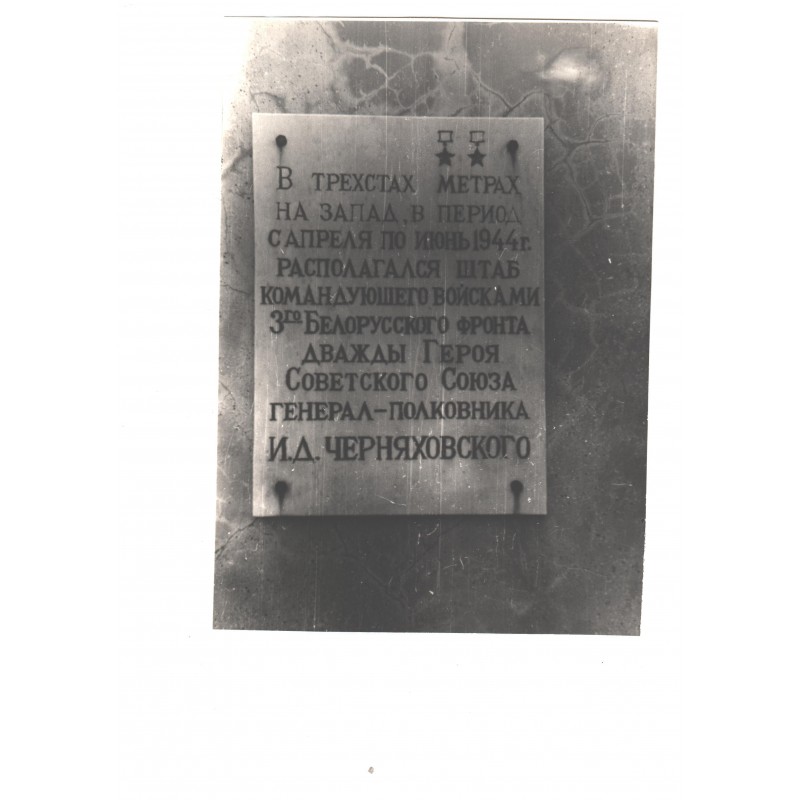 В ТРЕХСТАХ МЕТРАХ
НА ЗАПАД, В ПЕРИОД
С АПРЕЛЯ ПО ИЮНЬ 1944 г.
РАСПОЛАГАЛСЯ ШТАБ
КОМАНДУЮЩЕГО ВОЙСКАМИ
3го БЕЛОРУССКОГО ФРОНТА
ДВАЖДЫ ГЕРОЯ
СОВЕТСКОГО СОЮЗА
ГЕНЕРАЛ-ПОЛКОВНИКА
И.Д. ЧЕРНЯХОВСКОГО